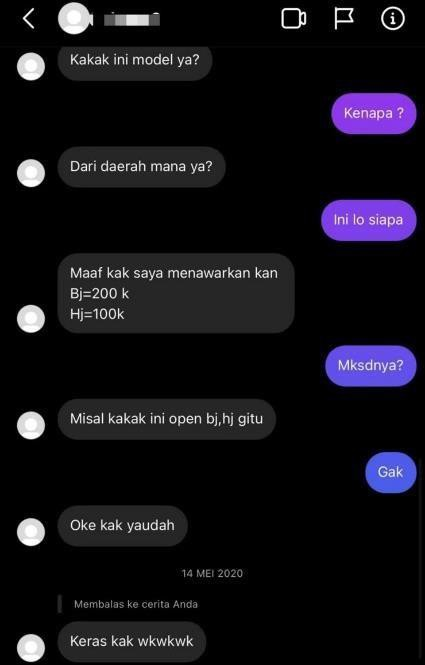 Kakak ini model ya?
Kenapa ?
Dari daerah mana ya?
Ini lo siapa
Maaf kak saya menawarkan kan
Bj=200 k
Hj=100k
Mksdnya?
Misal kakak ini open bj,hj gitu
Gak
Oke kak yaudah
14 MEI 2020
Membalas ke cerita Anda
Keras kak wkwkwk